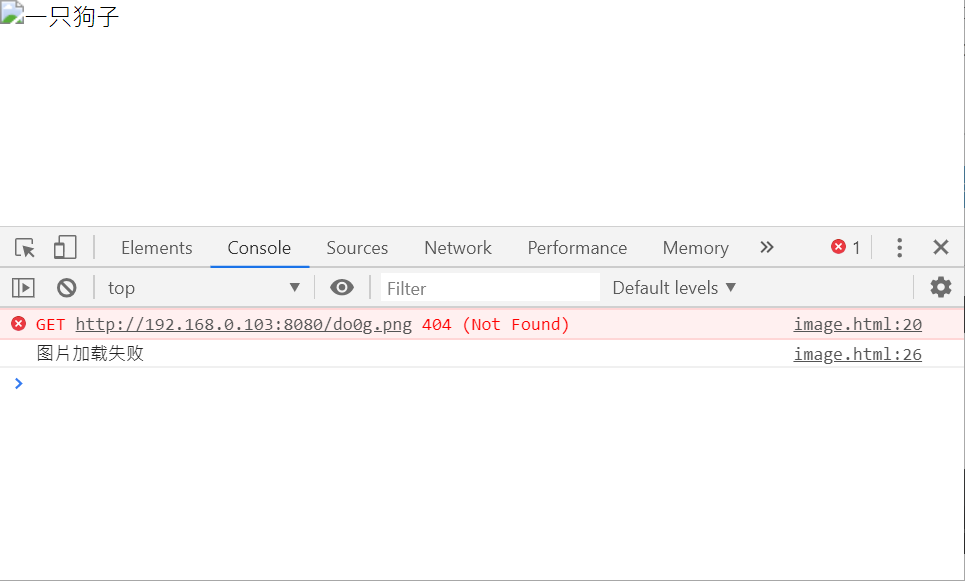 一只狗子
Elements Console Sources Network Performance Memory » 1
top Filter Default levels
GET http://192.168.0.103:8080/do0g.png 404 (Not Found) image.html:20
图片加载失败 image.html:26